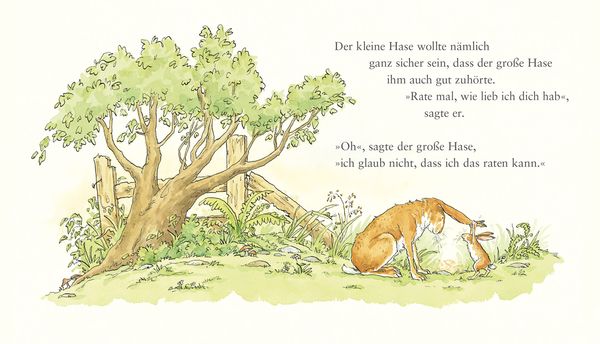 Der kleine Hase wollte nämlich
ganz sicher sein, dass der große Hase
ihm auch gut zuhörte.
»Rate mal, wie lieb ich dich hab«,
sagte er.
»Oh«, sagte der große Hase,
»ich glaub nicht, dass ich das raten kann.«